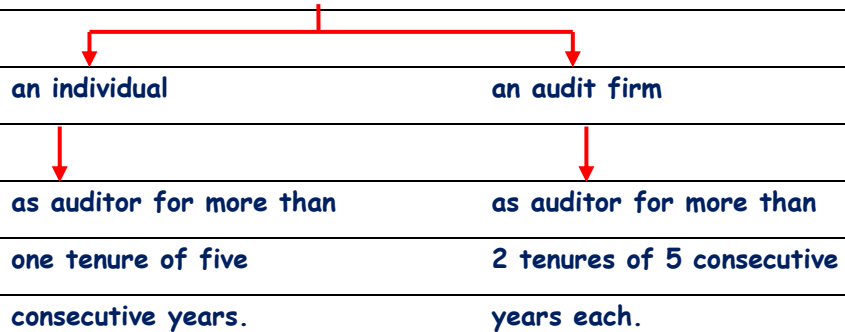 an individual
an audit firm
as auditor for more than
one tenure of five
consecutive years.
as auditor for more than
2 tenures of 5 consecutive
years each.